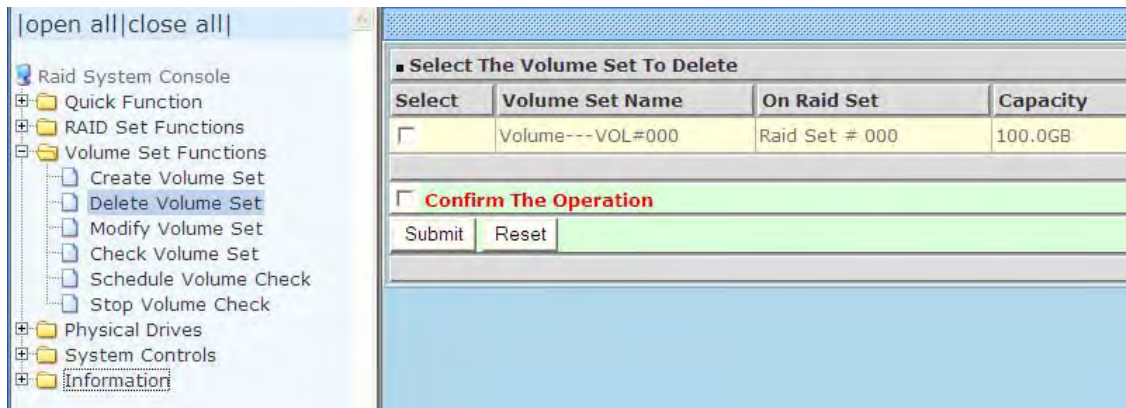 |open all|close all|
Raid System Console
Quick Function
RAID Set Functions
Volume Set Functions
Create Volume Set
Delete Volume Set
Modify Volume Set
Check Volume Set
Schedule Volume Check
Stop Volume Check
Physical Drives
System Controls
Information
Select The Volume Set To Delete
Select Volume Set Name On Raid Set Capacity
Volume---VOL#000 Raid Set # 000 100.0GB
Confirm The Operation
Submit Reset